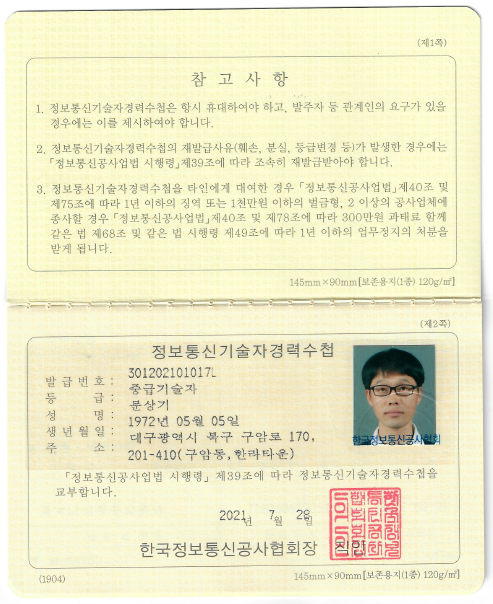 (제1쪽)
참 고 사 항
1. 정보통신기술자경력수첩은 항시 휴대하여야 하고, 발주자 등 관계인의 요구가 있을
경우에는 이를 제시하여야 합니다.
2. 정보통신기술자경력수첩의 재발급사유(훼손, 분실, 등급변경 등)가 발생한 경우에는
「정보통신공사업법 시행령」제39조에 따라 조속히 재발급받아야 합니다.
3. 정보통신기술자경력수첩을 타인에게 대여한 경우 「정보통신공사업법」제40조 및
제75조에 따라 1년 이하의 징역 또는 1천만원 이하의 벌금형, 2 이상의 공사업체에
종사할 경우 「정보통신공사업법」제40조 및 제78조에 따라 300만원 과태료 함께
같은 법 제68조 및 같은 법 시행령 제49조에 따라 1년 이하의 업무정지의 처분을
받게 됩니다.
145mm×90mm[보존용지(1종) 120g/㎡]
(제2쪽)
정보통신기술자경력수첩
발 급 번 호 : 301202101017L
등 급 : 중급기술자
성 명 : 문상기
생 년 월 일 : 1972년 05월 05일
주 소 : 대구광역시 북구 구암로 170,
201-410(구암동,한라타운)
한국정보통신공사협회
「정보통신공사업법 시행령」 제39조에 따라 정보통신기술자경력수첩을
교부합니다.
2021년 7월 28일
한국정보통신공사협회장 직인
(1904)
145mm×90mm[보존용지(1종) 120g/㎡]